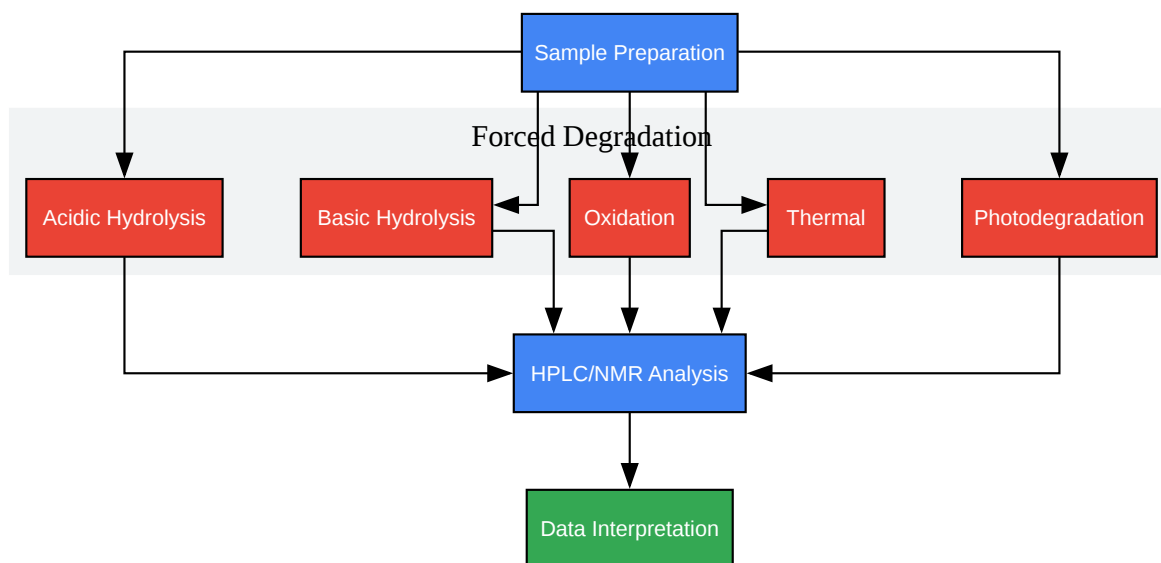 Sample Preparation
Forced Degradation
Acidic Hydrolysis
Basic Hydrolysis
Oxidation
Thermal
Photodegradation
HPLC/NMR Analysis
Data Interpretation